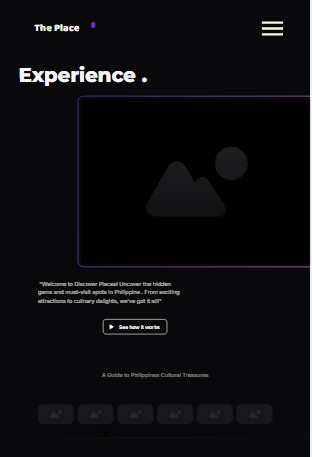 The Place
Experience .
"Welcome to Discover Places! Uncover the hidden
gems and must-visit spots in Philippine . From exciting
attractions to culinary delights, we've got it all!"
See how it works
A Guide to Philippines Cultural Treasures